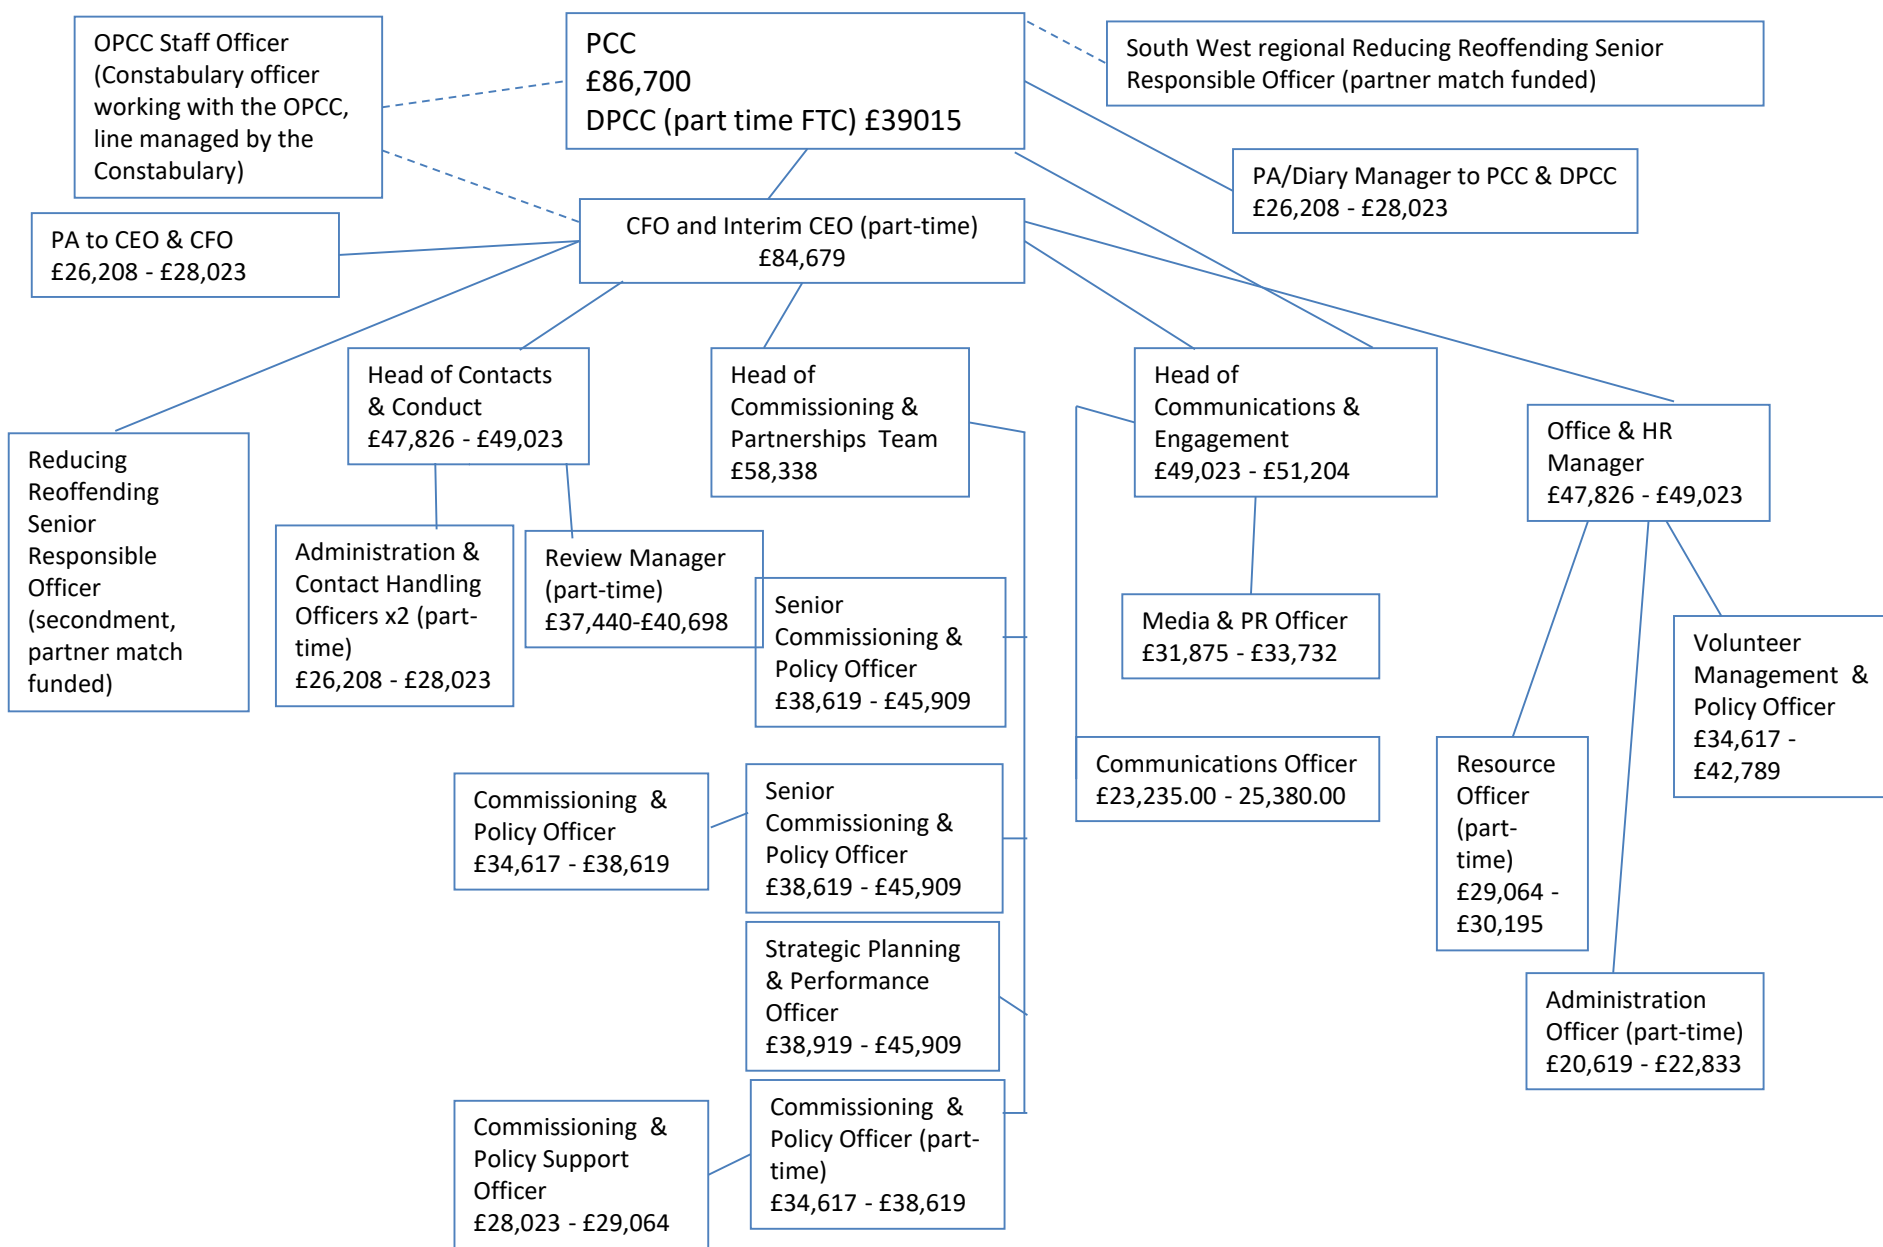 OPCC Staff Officer
(Constabulary officer
working with the OPCC,
line managed by the
Constabulary)
PCC
£86,700
DPCC (part time FTC) £39015
South West regional Reducing Reoffending Senior
Responsible Officer (partner match funded)
PA/Diary Manager to PCC & DPCC
£26,208 - £28,023
PA to CEO & CFO
£26,208 - £28,023
CFO and Interim CEO (part-time)
£84,679
Reducing
Reoffending
Senior
Responsible
Officer
(secondment,
partner match
funded)
Head of Contacts
& Conduct
£47,826 - £49,023
Administration &
Contact Handling
Officers x2 (part-
time)
£26,208 - £28,023
Review Manager
(part-time)
£37,440-£40,698
Head of
Commissioning &
Partnerships Team
£58,338
Senior
Commissioning &
Policy Officer
£38,619 - £45,909
Commissioning &
Policy Officer
£34,617 - £38,619
Senior
Commissioning &
Policy Officer
£38,619 - £45,909
Strategic Planning
& Performance
Officer
£38,919 - £45,909
Commissioning &
Policy Support
Officer
£28,023 - £29,064
Commissioning &
Policy Officer (part-
time)
£34,617 - £38,619
Head of
Communications &
Engagement
£49,023 - £51,204
Media & PR Officer
£31,875 - £33,732
Communications Officer
£23,235.00 - 25,380.00
Office & HR
Manager
£47,826 - £49,023
Resource
Officer
(part-
time)
£29,064 -
£30,195
Volunteer
Management &
Policy Officer
£34,617 -
£42,789
Administration
Officer (part-time)
£20,619 - £22,833